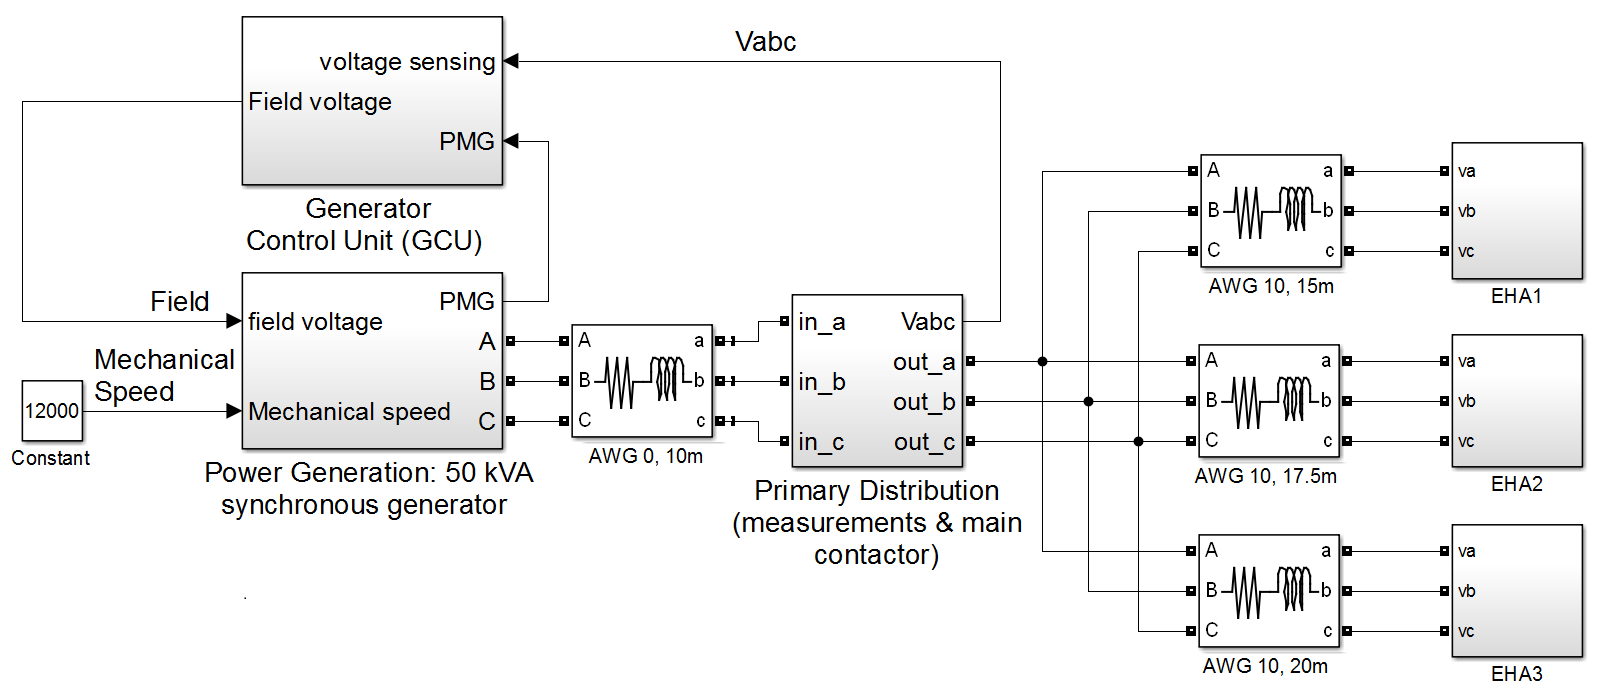 Vabc
voltage sensing
Field voltage
PMG
Generator
Control Unit (GCU)
Field
Mechanical
Speed
12000
Constant
PMG
field voltage
A
B
Mechanical speed
C
Power Generation: 50 kVA
synchronous generator
A a
B b
C c
AWG 0, 10m
in_a Vabc
out_a
in_b
out_b
in_c out_c
Primary Distribution
(measurements & main
contactor)
A a
B b
C c
AWG 10, 15m
va
vb
vc
EHA1
A a
B b
C c
AWG 10, 17.5m
va
vb
vc
EHA2
A a
B b
C c
AWG 10, 20m
va
vb
vc
EHA3